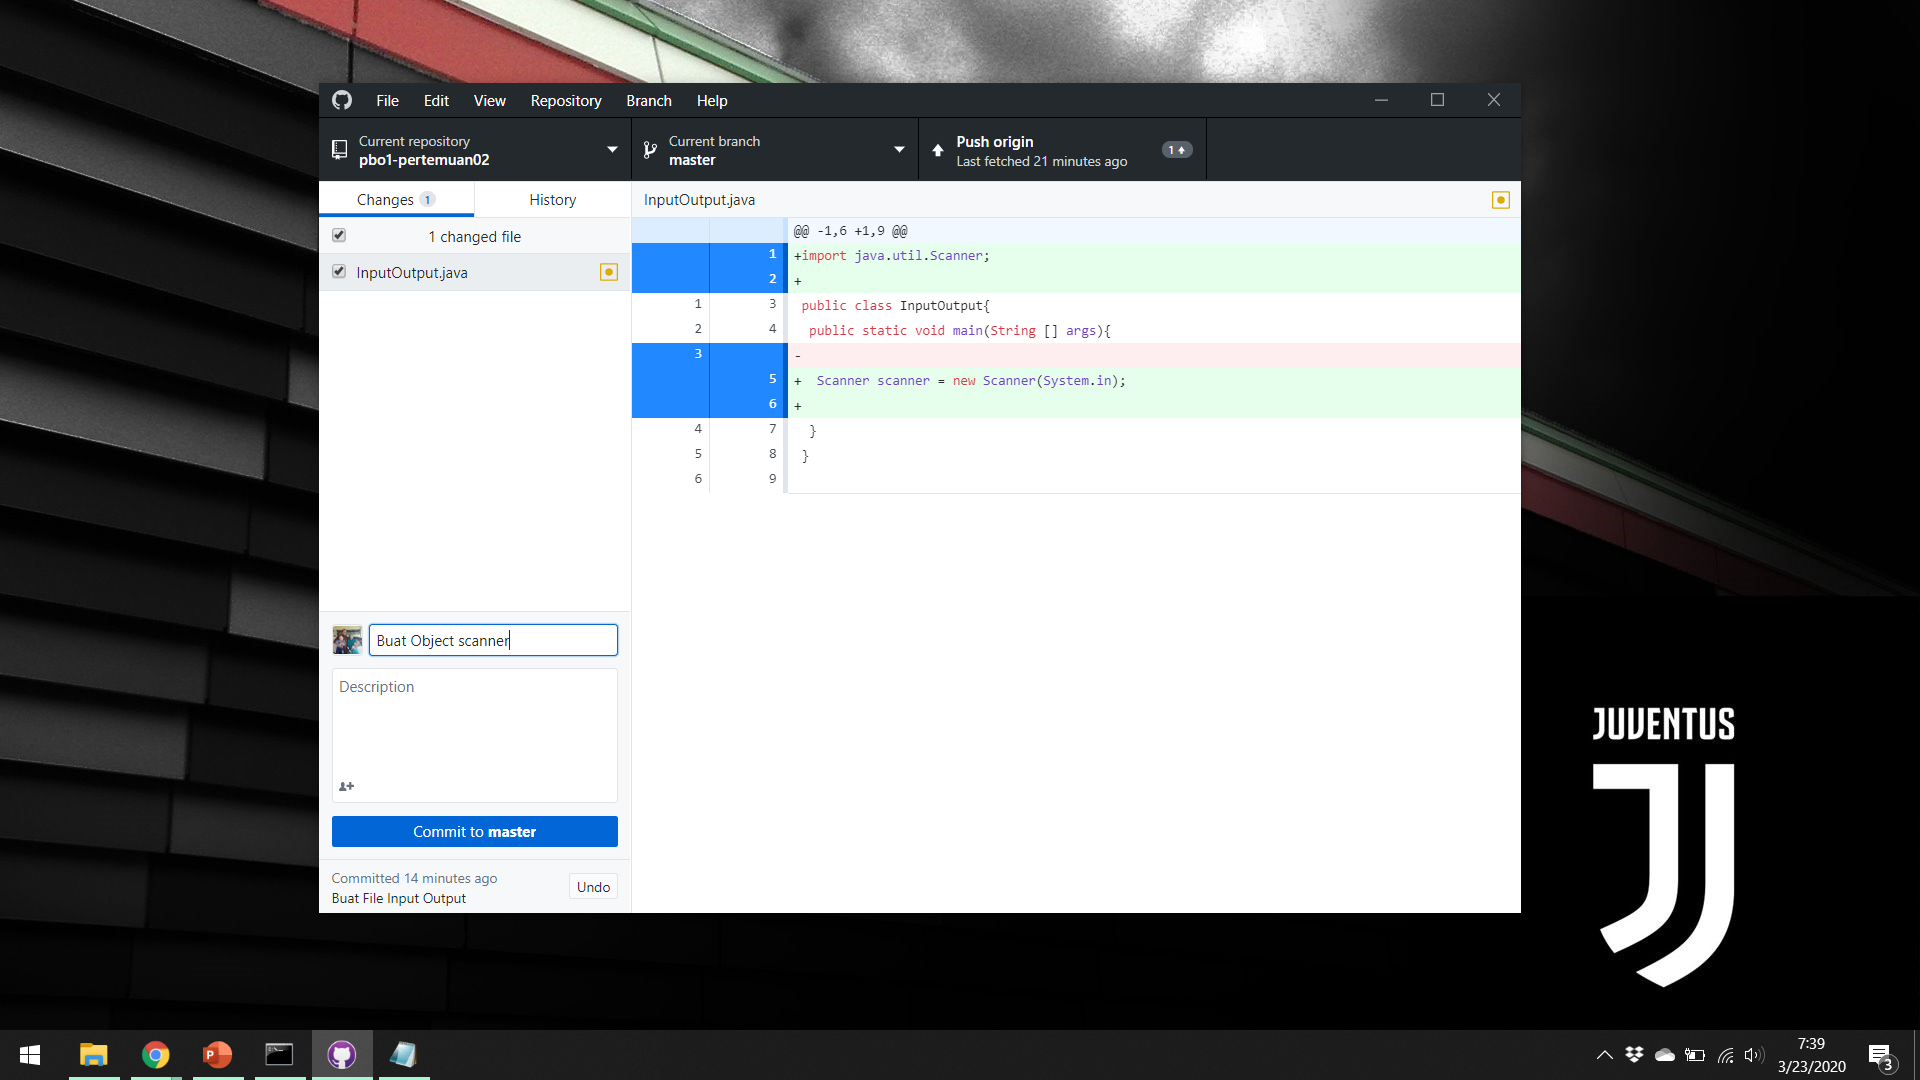 File Edit View Repository Branch Help
Current repository
pbo1-pertemuan02
Current branch
master
Push origin
Last fetched 21 minutes ago
1
Changes 1
History
InputOutput.java
1 changed file
InputOutput.java
@@ -1,6 +1,9 @@
1 +import java.util.Scanner;
2 +
1 3 public class InputOutput{
2 4 public static void main(String [] args){
3 -
5 + Scanner scanner = new Scanner(System.in);
6 +
4 7 }
5 8 }
6 9
Buat Object scanner
Description
Commit to master
Committed 14 minutes ago
Buat File Input Output
Undo
JUVENTUS
7:39
3/23/2020
3